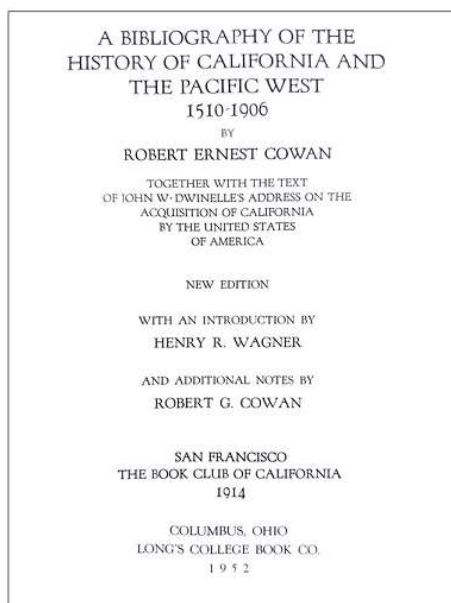 A BIBLIOGRAPHY OF THE
HISTORY OF CALIFORNIA AND
THE PACIFIC WEST
1510-1906
BY
ROBERT ERNEST COWAN
TOGETHER WITH THE TEXT
OF JOHN W· DWINELLE'S ADDRESS ON THE
ACQUISITION OF CALIFORNIA
BY THE UNITED STATES
OF AMERICA
NEW EDITION
WITH AN INTRODUCTION BY
HENRY R. WAGNER
AND ADDITIONAL NOTES BY
ROBERT G. COWAN
SAN FRANCISCO
THE BOOK CLUB OF CALIFORNIA
1914
COLUMBUS, OHIO
LONG'S COLLEGE BOOK CO.
1952